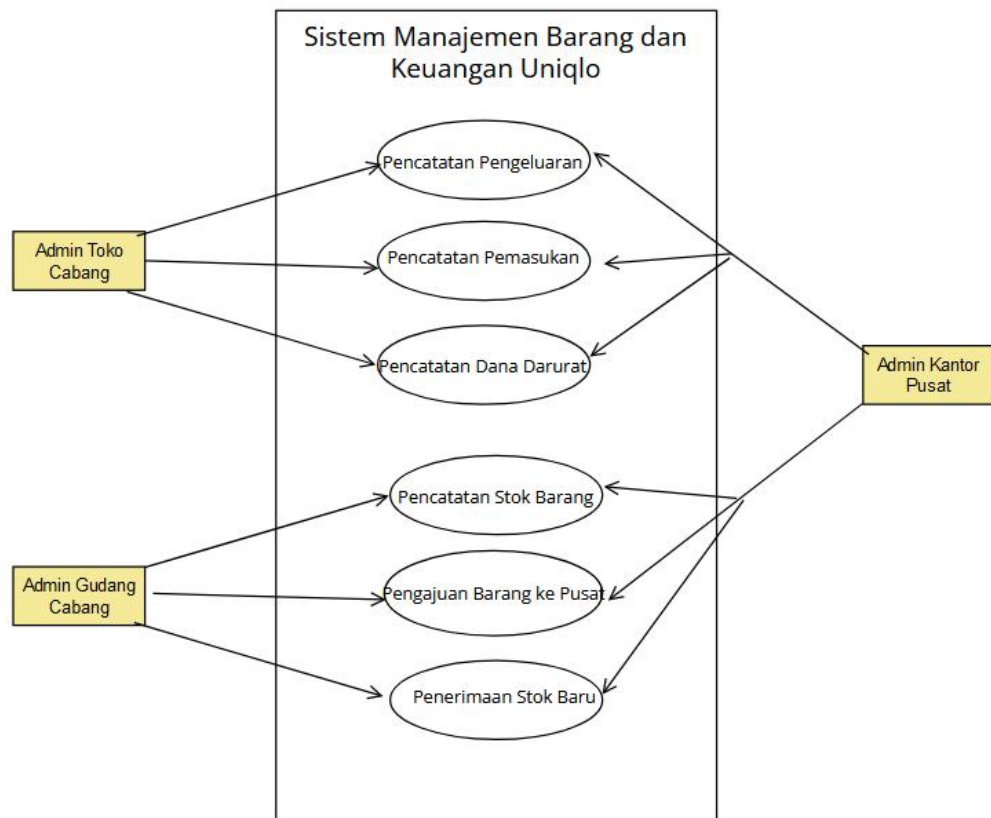 Sistem Manajemen Barang dan
Keuangan Uniqlo
Pencatatan Pengeluaran
Admin Toko
Cabang
Pencatatan Pemasukan
Pencatatan Dana Darurat
Admin Kantor
Pusat
Pencatatan Stok Barang
Admin Gudang
Cabang
Pengajuan Barang ke Pusat
Penerimaan Stok Baru